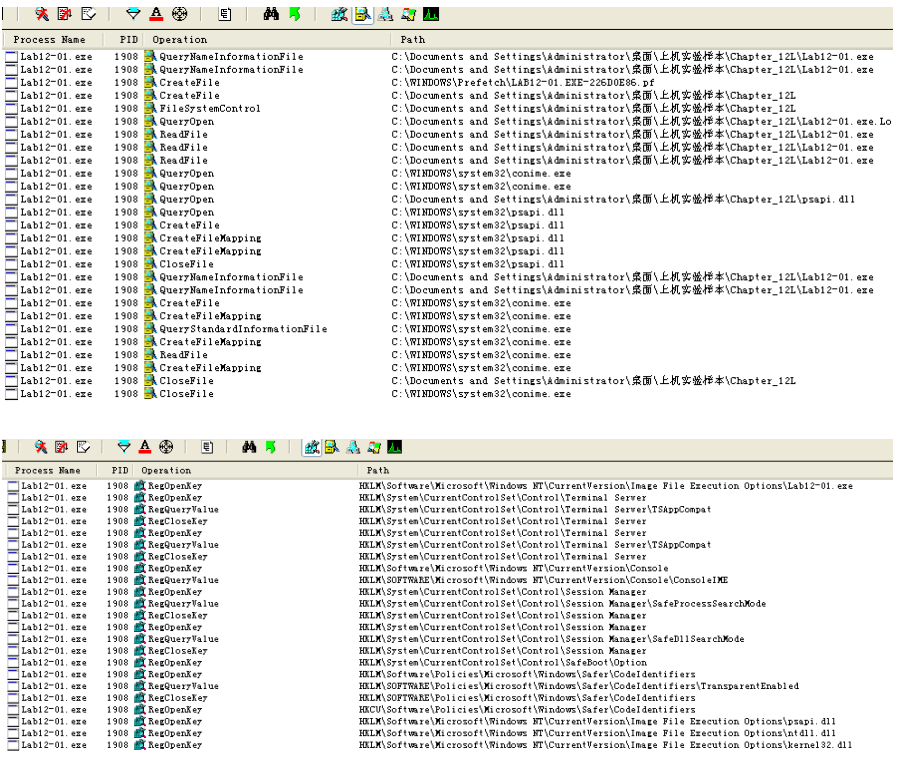 Process Name PID Operation Path
Lab12-01.exe 1908 QueryNameInformationFile C:\Documents and Settings\Administrator\桌面\上机实验样本\Chapter_12L\Lab12-01.exe
Lab12-01.exe 1908 QueryNameInformationFile C:\Documents and Settings\Administrator\桌面\上机实验样本\Chapter_12L\Lab12-01.exe
Lab12-01.exe 1908 CreateFile C:\WINDOWS\Prefetch\LAB12-01.EXE-226D0E86.pf
Lab12-01.exe 1908 CreateFile C:\Documents and Settings\Administrator\桌面\上机实验样本\Chapter_12L
Lab12-01.exe 1908 FileSystemControl C:\Documents and Settings\Administrator\桌面\上机实验样本\Chapter_12L
Lab12-01.exe 1908 QueryOpen C:\Documents and Settings\Administrator\桌面\上机实验样本\Chapter_12L\Lab12-01.exe.Lo
Lab12-01.exe 1908 ReadFile C:\Documents and Settings\Administrator\桌面\上机实验样本\Chapter_12L\Lab12-01.exe
Lab12-01.exe 1908 ReadFile C:\Documents and Settings\Administrator\桌面\上机实验样本\Chapter_12L\Lab12-01.exe
Lab12-01.exe 1908 ReadFile C:\Documents and Settings\Administrator\桌面\上机实验样本\Chapter_12L\Lab12-01.exe
Lab12-01.exe 1908 QueryOpen C:\WINDOWS\system32\conime.exe
Lab12-01.exe 1908 QueryOpen C:\WINDOWS\system32\conime.exe
Lab12-01.exe 1908 QueryOpen C:\Documents and Settings\Administrator\桌面\上机实验样本\Chapter_12L\psapi.dll
Lab12-01.exe 1908 QueryOpen C:\WINDOWS\system32\psapi.dll
Lab12-01.exe 1908 CreateFile C:\WINDOWS\system32\psapi.dll
Lab12-01.exe 1908 CreateFileMapping C:\WINDOWS\system32\psapi.dll
Lab12-01.exe 1908 CreateFileMapping C:\WINDOWS\system32\psapi.dll
Lab12-01.exe 1908 CloseFile C:\WINDOWS\system32\psapi.dll
Lab12-01.exe 1908 QueryNameInformationFile C:\Documents and Settings\Administrator\桌面\上机实验样本\Chapter_12L\Lab12-01.exe
Lab12-01.exe 1908 QueryNameInformationFile C:\Documents and Settings\Administrator\桌面\上机实验样本\Chapter_12L\Lab12-01.exe
Lab12-01.exe 1908 CreateFile C:\WINDOWS\system32\conime.exe
Lab12-01.exe 1908 CreateFileMapping C:\WINDOWS\system32\conime.exe
Lab12-01.exe 1908 QueryStandardInformationFile C:\WINDOWS\system32\conime.exe
Lab12-01.exe 1908 CreateFileMapping C:\WINDOWS\system32\conime.exe
Lab12-01.exe 1908 ReadFile C:\WINDOWS\system32\conime.exe
Lab12-01.exe 1908 CreateFileMapping C:\WINDOWS\system32\conime.exe
Lab12-01.exe 1908 CloseFile C:\Documents and Settings\Administrator\桌面\上机实验样本\Chapter_12L
Lab12-01.exe 1908 CloseFile C:\WINDOWS\system32\conime.exe
Process Name PID Operation Path
Lab12-01.exe 1908 RegOpenKey HKLM\Software\Microsoft\Windows NT\CurrentVersion\Image File Execution Options\Lab12-01.exe
Lab12-01.exe 1908 RegOpenKey HKLM\System\CurrentControlSet\Control\Terminal Server
Lab12-01.exe 1908 RegQueryValue HKLM\System\CurrentControlSet\Control\Terminal Server\TSAppCompat
Lab12-01.exe 1908 RegCloseKey HKLM\System\CurrentControlSet\Control\Terminal Server
Lab12-01.exe 1908 RegOpenKey HKLM\System\CurrentControlSet\Control\Terminal Server
Lab12-01.exe 1908 RegQueryValue HKLM\System\CurrentControlSet\Control\Terminal Server\TSAppCompat
Lab12-01.exe 1908 RegCloseKey HKLM\System\CurrentControlSet\Control\Terminal Server
Lab12-01.exe 1908 RegOpenKey HKLM\Software\Microsoft\Windows NT\CurrentVersion\Console
Lab12-01.exe 1908 RegQueryValue HKLM\SOFTWARE\Microsoft\Windows NT\CurrentVersion\Console\ConsoleIME
Lab12-01.exe 1908 RegOpenKey HKLM\System\CurrentControlSet\Control\Session Manager
Lab12-01.exe 1908 RegQueryValue HKLM\System\CurrentControlSet\Control\Session Manager\SafeProcessSearchMode
Lab12-01.exe 1908 RegCloseKey HKLM\System\CurrentControlSet\Control\Session Manager
Lab12-01.exe 1908 RegOpenKey HKLM\System\CurrentControlSet\Control\Session Manager
Lab12-01.exe 1908 RegQueryValue HKLM\System\CurrentControlSet\Control\Session Manager\SafeDllSearchMode
Lab12-01.exe 1908 RegCloseKey HKLM\System\CurrentControlSet\Control\Session Manager
Lab12-01.exe 1908 RegOpenKey HKLM\System\CurrentControlSet\Control\SafeBoot\Option
Lab12-01.exe 1908 RegOpenKey HKLM\Software\Policies\Microsoft\Windows\Safer\CodeIdentifiers
Lab12-01.exe 1908 RegQueryValue HKLM\SOFTWARE\Policies\Microsoft\Windows\Safer\CodeIdentifiers\TransparentEnabled
Lab12-01.exe 1908 RegCloseKey HKLM\SOFTWARE\Policies\Microsoft\Windows\Safer\CodeIdentifiers
Lab12-01.exe 1908 RegOpenKey HKCU\Software\Policies\Microsoft\Windows\Safer\CodeIdentifiers
Lab12-01.exe 1908 RegOpenKey HKLM\Software\Microsoft\Windows NT\CurrentVersion\Image File Execution Options\psapi.dll
Lab12-01.exe 1908 RegOpenKey HKLM\Software\Microsoft\Windows NT\CurrentVersion\Image File Execution Options\ntdll.dll
Lab12-01.exe 1908 RegOpenKey HKLM\Software\Microsoft\Windows NT\CurrentVersion\Image File Execution Options\kernel32.dll